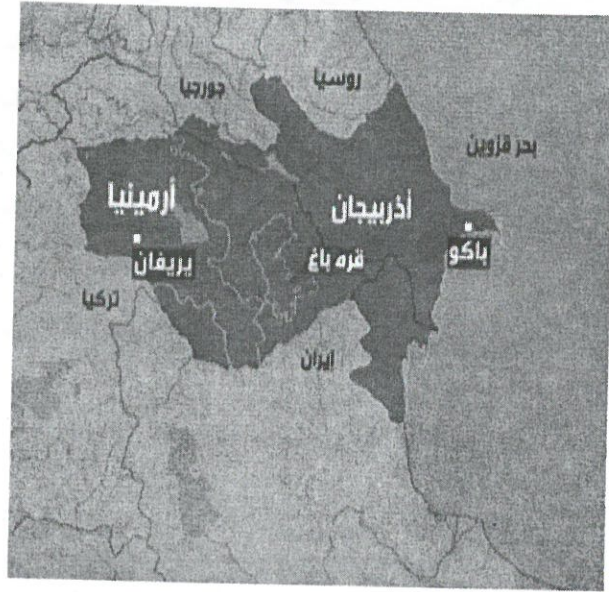 روسيا
جورجيا
بحر قزوين
أرمينيا
أذربيجان
باكو
يريفان
قره باغ
تركيا
إيران